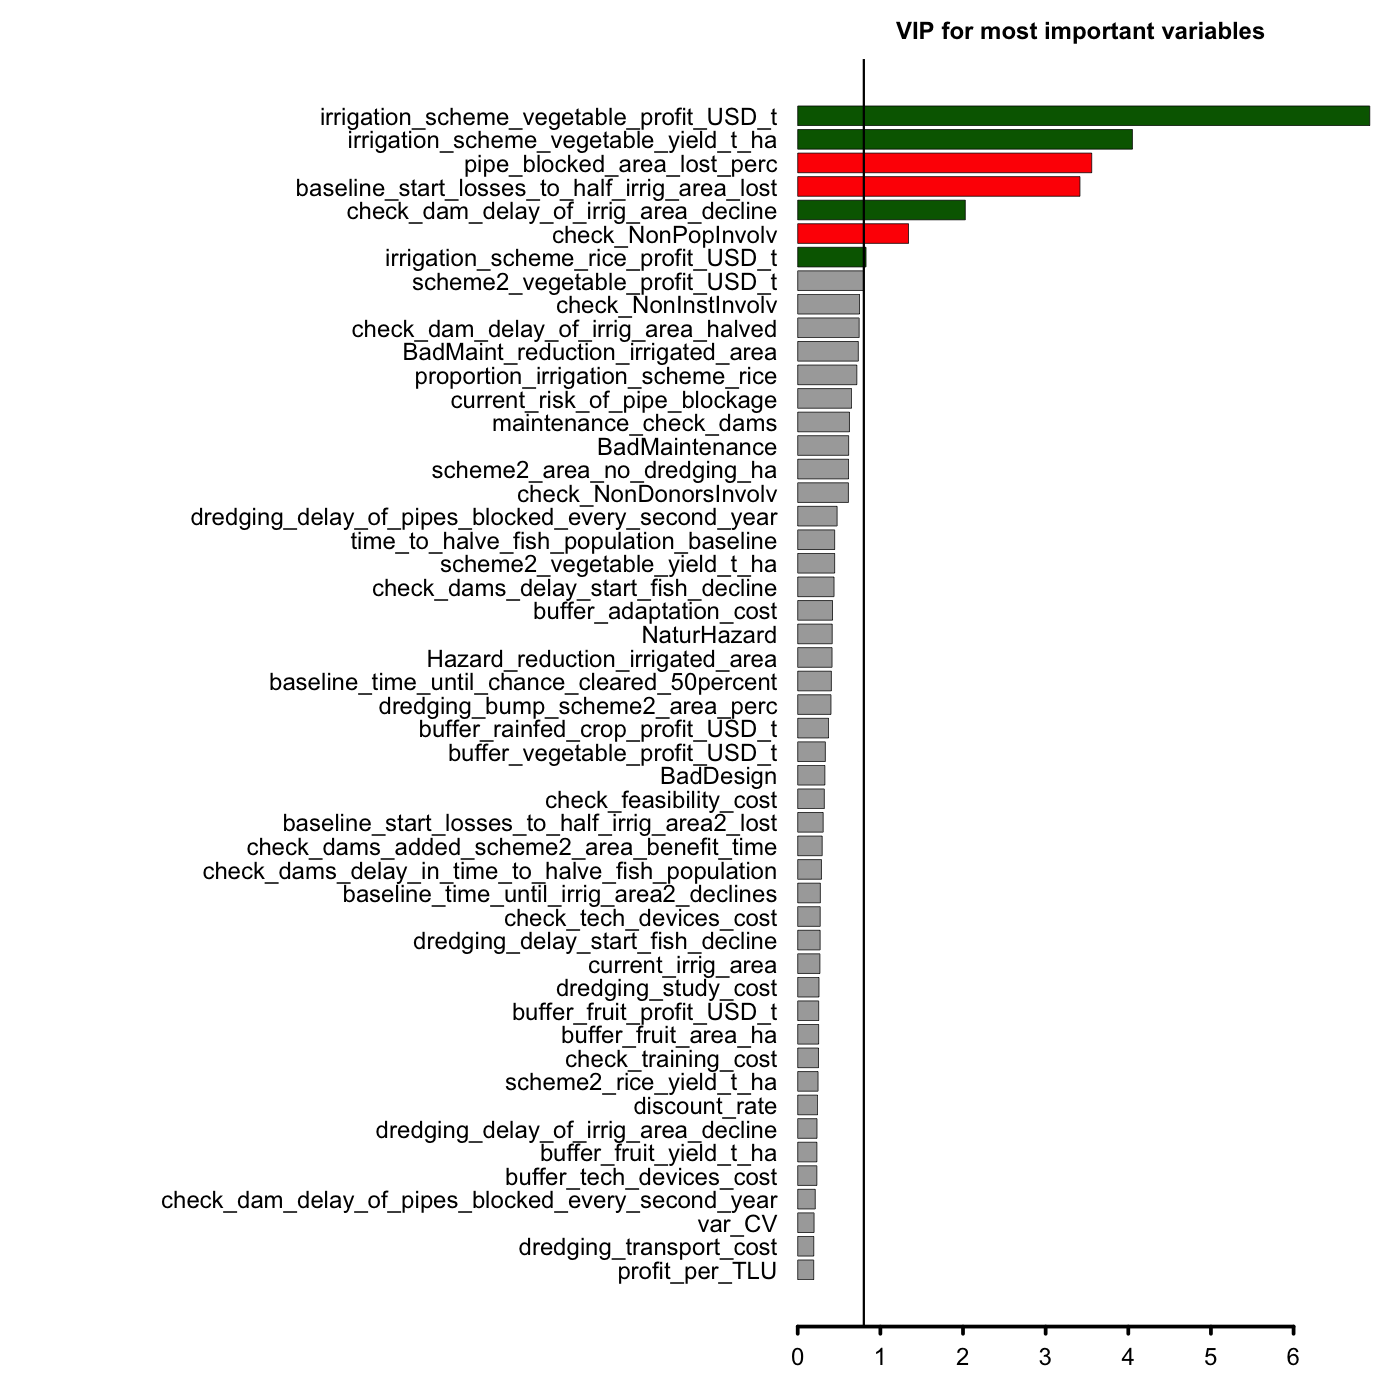 VIP for most important variables
irrigation_scheme_vegetable_profit_USD_t
irrigation_scheme_vegetable_yield_t_ha
pipe_blocked_area_lost_perc
baseline_start_losses_to_half_irrig_area_lost
check_dam_delay_of_irrig_area_decline
check_NonPopInvolv
irrigation_scheme_rice_profit_USD_t
scheme2_vegetable_profit_USD_t
check_NonInstInvolv
check_dam_delay_of_irrig_area_halved
BadMaint_reduction_irrigated_area
proportion_irrigation_scheme_rice
current_risk_of_pipe_blockage
maintenance_check_dams
BadMaintenance
scheme2_area_no_dredging_ha
check_NonDonorsInvolv
dredging_delay_of_pipes_blocked_every_second_year
time_to_halve_fish_population_baseline
scheme2_vegetable_yield_t_ha
check_dams_delay_start_fish_decline
buffer_adaptation_cost
NaturHazard
Hazard_reduction_irrigated_area
baseline_time_until_chance_cleared_50percent
dredging_bump_scheme2_area_perc
buffer_rainfed_crop_profit_USD_t
buffer_vegetable_profit_USD_t
BadDesign
check_feasibility_cost
baseline_start_losses_to_half_irrig_area2_lost
check_dams_added_scheme2_area_benefit_time
check_dams_delay_in_time_to_halve_fish_population
baseline_time_until_irrig_area2_declines
check_tech_devices_cost
dredging_delay_start_fish_decline
current_irrig_area
dredging_study_cost
buffer_fruit_profit_USD_t
buffer_fruit_area_ha
check_training_cost
scheme2_rice_yield_t_ha
discount_rate
dredging_delay_of_irrig_area_decline
buffer_fruit_yield_t_ha
buffer_tech_devices_cost
check_dam_delay_of_pipes_blocked_every_second_year
var_CV
dredging_transport_cost
profit_per_TLU
0 1 2 3 4 5 6